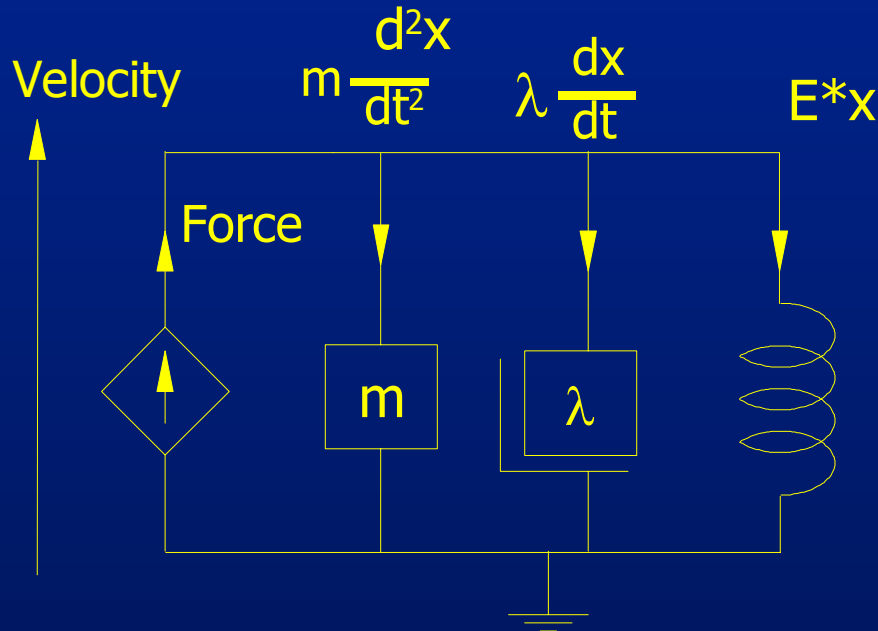 Velocity
m d²x/dt²
λ dx/dt
E*x
Force
m
λ